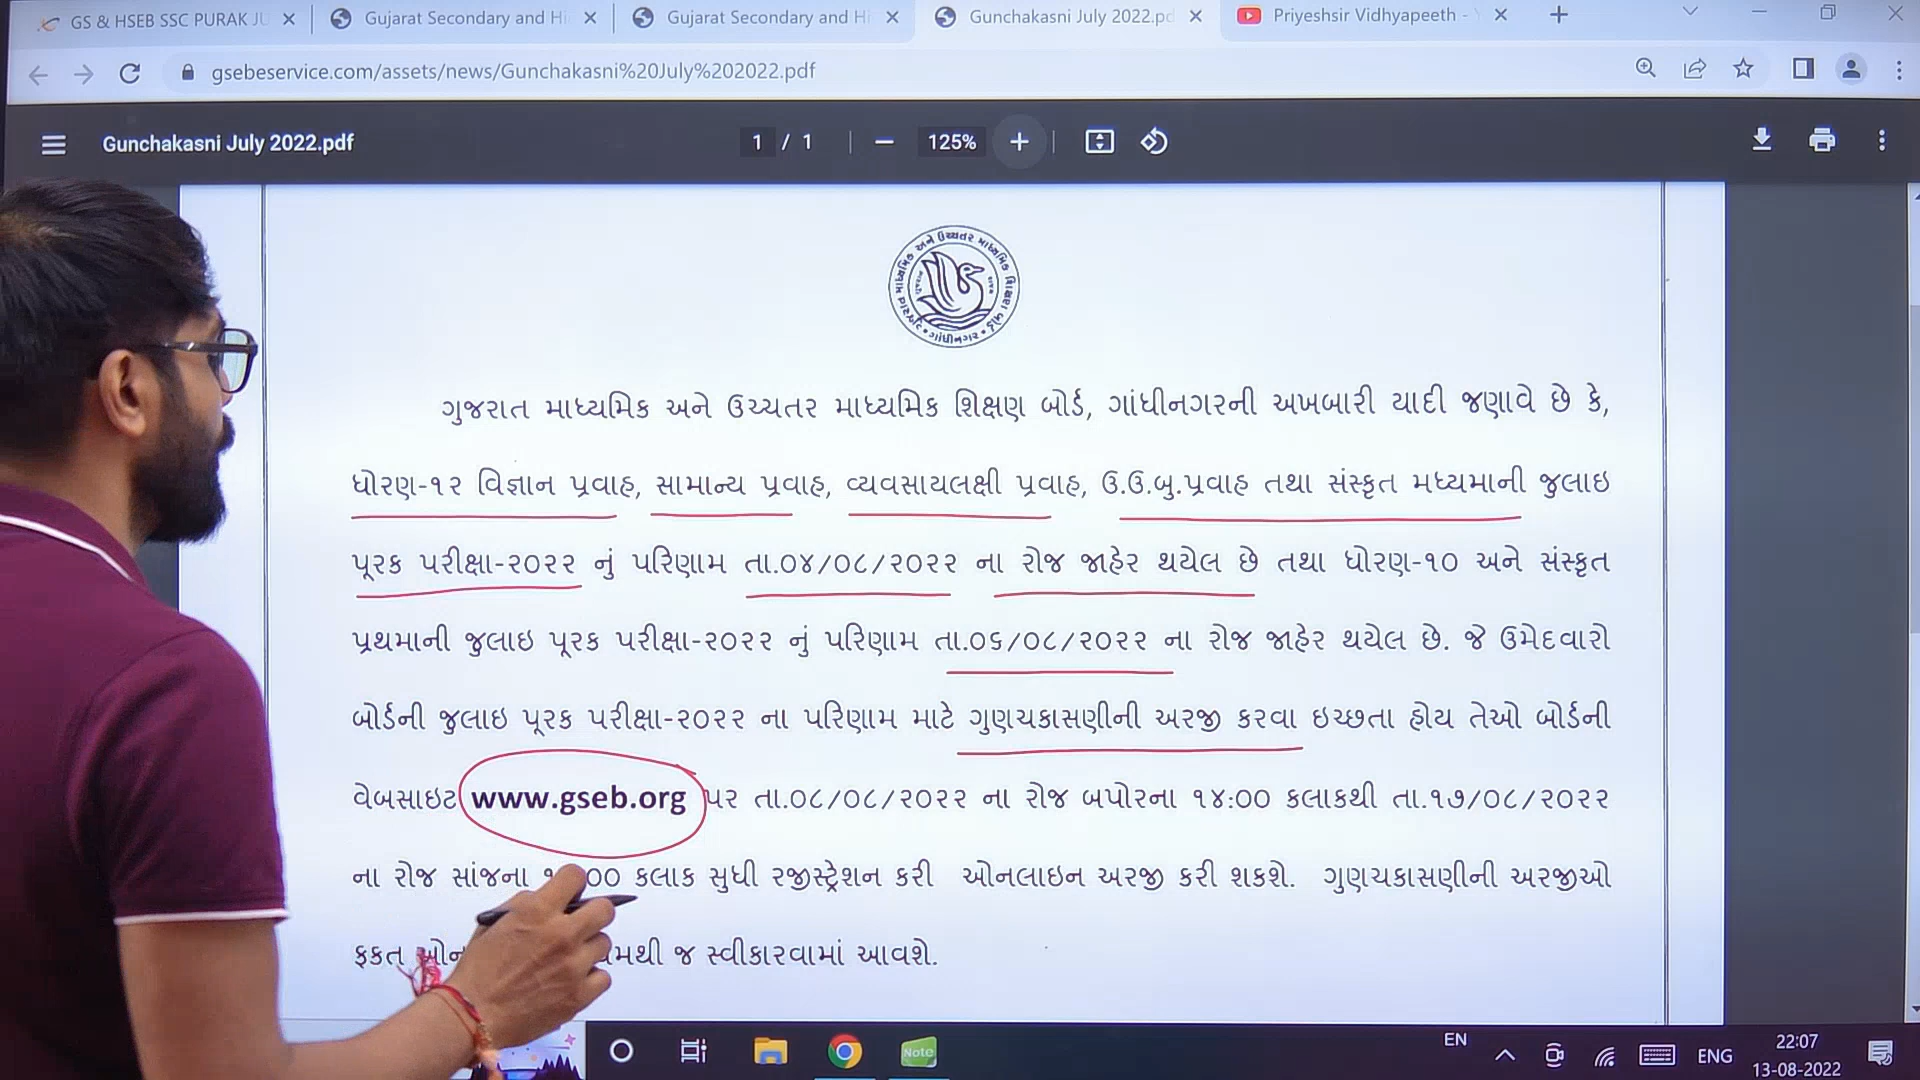 GS & HSEB SSC PURAK JU
Gujarat Secondary and Hi
Gujarat Secondary and Hi
Gunchakasni July 2022.pd
Priyeshsir Vidhyapeeth -
gsebeservice.com/assets/news/Gunchakasni%20July%202022.pdf
Gunchakasni July 2022.pdf
1 / 1
125%
ગુજરાત માધ્યમિક અને ઉચ્ચતર માધ્યમિક શિક્ષણ બોર્ડ, ગાંધીનગરની અખબારી યાદી જણાવે છે કે,
ધોરણ-૧૨ વિજ્ઞાન પ્રવાહ, સામાન્ય પ્રવાહ, વ્યવસાયલક્ષી પ્રવાહ, ઉ.ઉ.બુ.પ્રવાહ તથા સંસ્કૃત મધ્યમાની જુલાઇ
પૂરક પરીક્ષા-૨૦૨૨ નું પરિણામ તા.૦૪/૦૮/૨૦૨૨ ના રોજ જાહેર થયેલ છે તથા ધોરણ-૧૦ અને સંસ્કૃત
પ્રથમાની જુલાઇ પૂરક પરીક્ષા-૨૦૨૨ નું પરિણામ તા.૦૬/૦૮/૨૦૨૨ ના રોજ જાહેર થયેલ છે. જે ઉમેદવારો
બોર્ડની જુલાઇ પૂરક પરીક્ષા-૨૦૨૨ ના પરિણામ માટે ગુણચકાસણીની અરજી કરવા ઇચ્છતા હોય તેઓ બોર્ડની
વેબસાઇટ www.gseb.org પર તા.૦૮/૦૮/૨૦૨૨ ના રોજ બપોરના ૧૪:૦૦ કલાકથી તા.૧૭/૦૮/૨૦૨૨
ના રોજ સાંજના કલાક સુધી રજીસ્ટ્રેશન કરી ઓનલાઇન અરજી કરી શકશે. ગુણચકાસણીની અરજીઓ
ફકત જ સ્વીકારવામાં આવશે.
Note
EN
ENG
22:07
13-08-2022